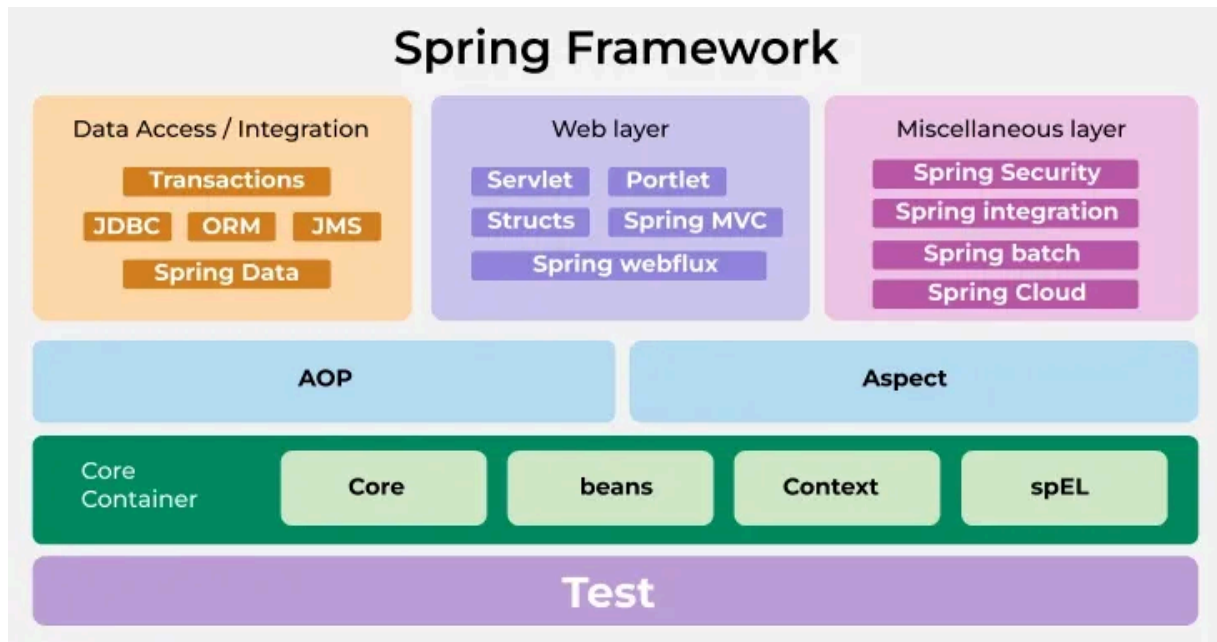 Spring Framework
Data Access / Integration
Transactions
JDBC ORM JMS
Spring Data
Web layer
Servlet Portlet
Structs Spring MVC
Spring webflux
Miscellaneous layer
Spring Security
Spring integration
Spring batch
Spring Cloud
AOP
Aspect
Core
Container
Core
beans
Context
spEL
Test